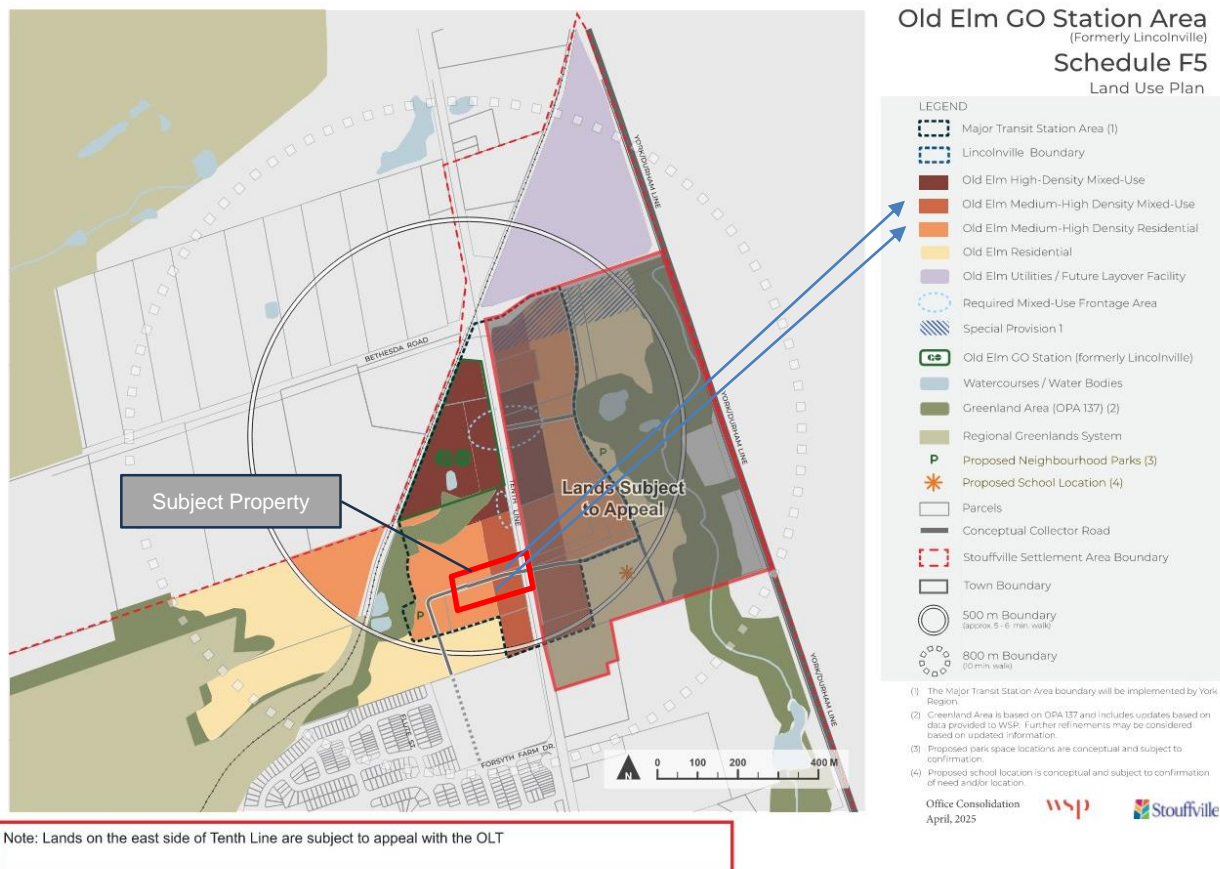 Old Elm GO Station Area
(Formerly Lincolnville)
Schedule F5
Land Use Plan
LEGEND
Major Transit Station Area (1)
Lincolnville Boundary
Old Elm High-Density Mixed-Use
Old Elm Medium-High Density Mixed-Use
Old Elm Medium-High Density Residential
Old Elm Residential
Old Elm Utilities / Future Layover Facility
Required Mixed-Use Frontage Area
Special Provision 1
GO
Old Elm GO Station (formerly Lincolnville)
Watercourses / Water Bodies
Greenland Area (OPA 137) (2)
Regional Greenlands System
P
Proposed Neighbourhood Parks (3)
Proposed School Location (4)
Parcels
Conceptual Collector Road
Stouffville Settlement Area Boundary
Town Boundary
500 m Boundary
(approx. 5 - 6 min. walk)
800 m Boundary
(10 min. walk)
(1) The Major Transit Station Area boundary will be implemented by York
Region.
(2) Greenland Area is based on OPA 137 and includes updates based on
data provided to WSP. Further refinements may be considered
based on updated information.
(3) Proposed park space locations are conceptual and subject to
confirmation.
(4) Proposed school location is conceptual and subject to confirmation
of need and/or location.
Office Consolidation
April, 2025
wsp
Stouffville
YORK/DURHAM LINE
BETHESDA ROAD
YORK/DURHAM LINE
GO
P
Subject Property
TENTH LINE
Lands Subject
to Appeal
P
YORK/DURHAM LINE
FLUTE ST
FORSYTH FARM DR.
N
0 100 200 400 M
Note: Lands on the east side of Tenth Line are subject to appeal with the OLT